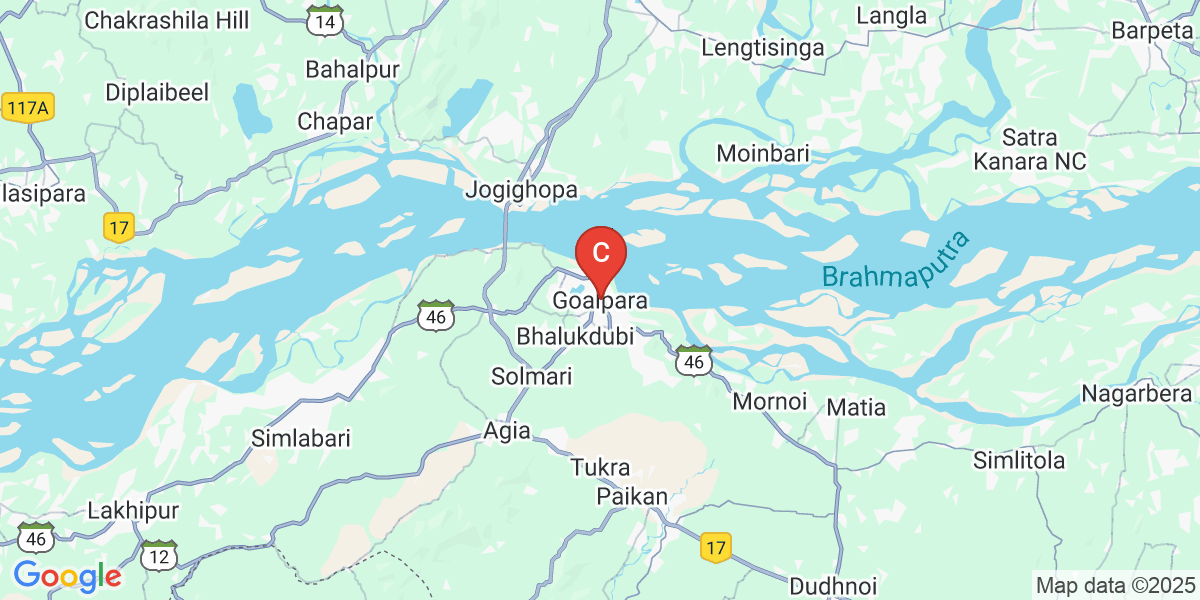 Chakrashila Hill
14
Langla
Barpeta
Lengtisinga
Bahalpur
Diplaibeel
117A
Chapar
Satra
Kanara NC
Moinbari
lasipara
Jogighopa
17
C
Brahmaputra
Goalpara
46
Bhalukdubi
46
Solmari
Mornoi
Matia
Nagarbera
Simlabari
Agia
Tukra
Simlitola
Paikan
Lakhipur
46
12
17
Google
Dudhnoi
Map data ©2025